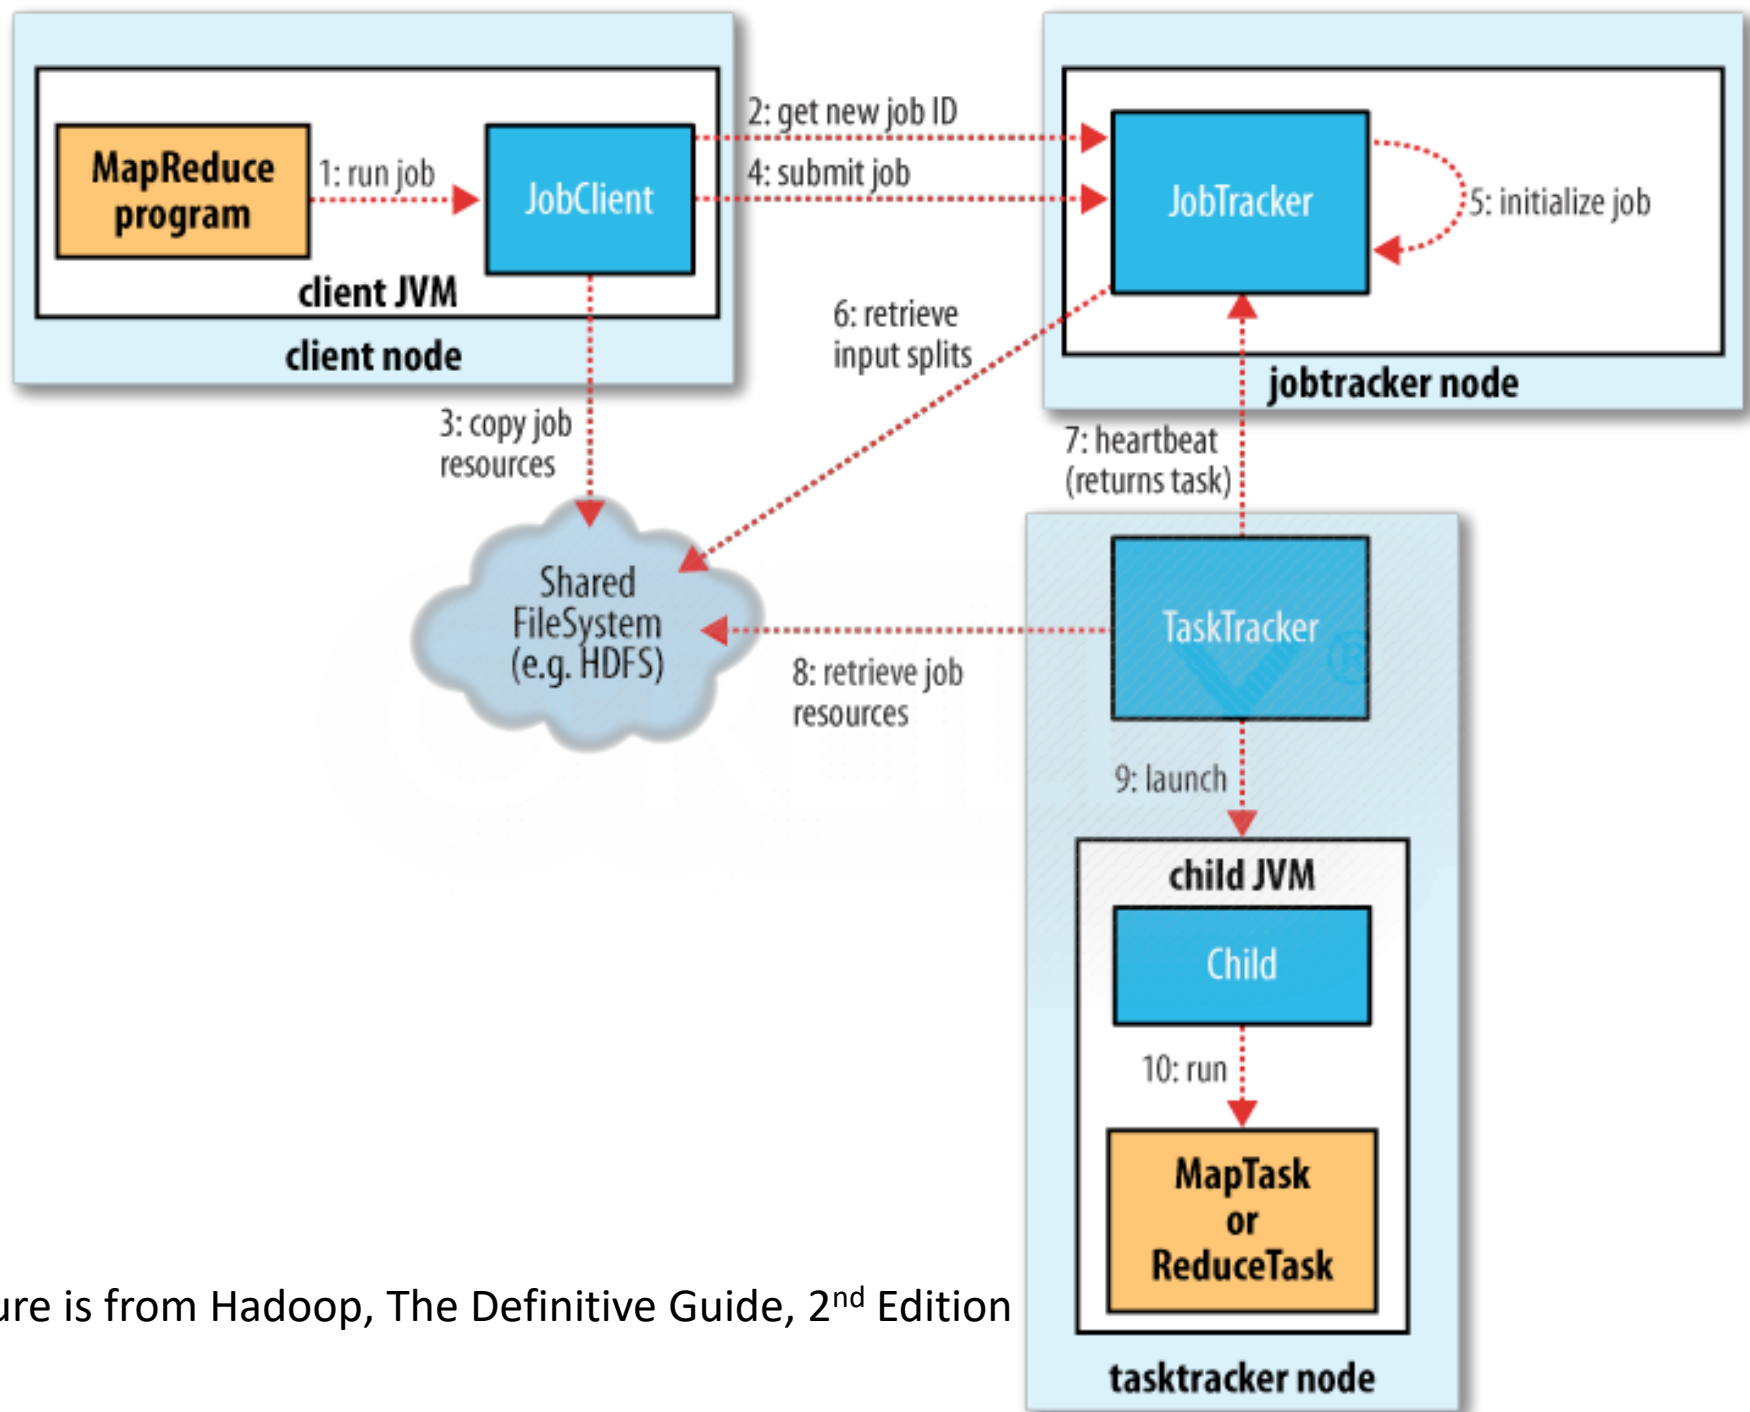 MapReduce
program
1: run job
JobClient
client JVM
client node
2: get new job ID
4: submit job
JobTracker
5: initialize job
jobtracker node
3: copy job
resources
6: retrieve
input splits
7: heartbeat
(returns task)
Shared
FileSystem
(e.g. HDFS)
8: retrieve job
resources
TaskTracker
®
9: launch
child JVM
Child
10: run
MapTask
or
ReduceTask
tasktracker node
is from Hadoop, The Definitive Guide, 2nd Edition